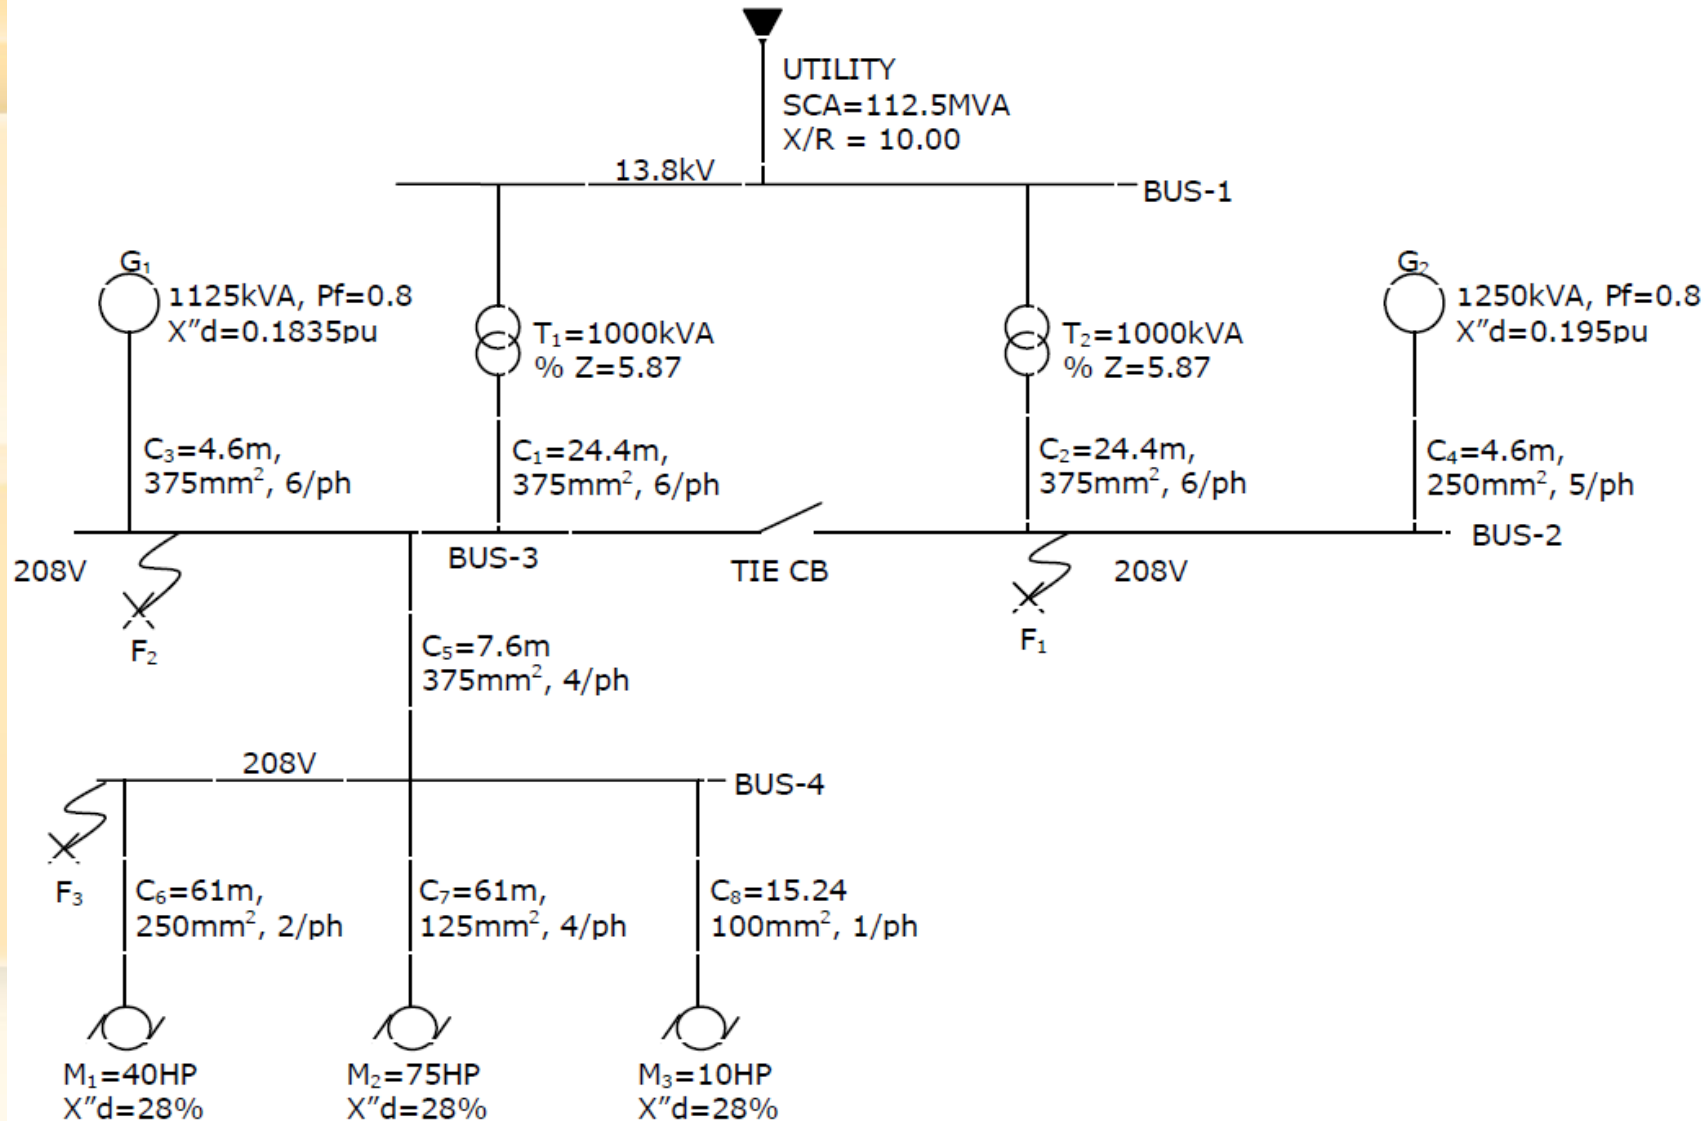 UTILITY
SCA=112.5MVA
X/R = 10.00
13.8kV
BUS-1
G₁
1125kVA, Pf=0.8
X″d=0.1835pu
T₁=1000kVA
% Z=5.87
T₂=1000kVA
% Z=5.87
G₂
1250kVA, Pf=0.8
X″d=0.195pu
C₃=4.6m,
375mm², 6/ph
C₁=24.4m,
375mm², 6/ph
C₂=24.4m,
375mm², 6/ph
C₄=4.6m,
250mm², 5/ph
208V
BUS-3
TIE CB
208V
BUS-2
F₂
F₁
C₅=7.6m
375mm², 4/ph
208V
BUS-4
F₃
C₆=61m,
250mm², 2/ph
C₇=61m,
125mm², 4/ph
C₈=15.24
100mm², 1/ph
M₁=40HP
X″d=28%
M₂=75HP
X″d=28%
M₃=10HP
X″d=28%